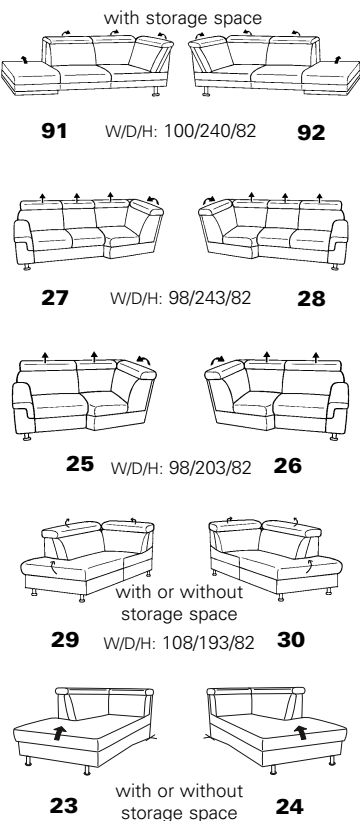 with storage space
91 W/D/H: 100/240/82 92
27 W/D/H: 98/243/82 28
25 W/D/H: 98/203/82 26
with or without
storage space
29 W/D/H: 108/193/82 30
with or without
23 storage space 24